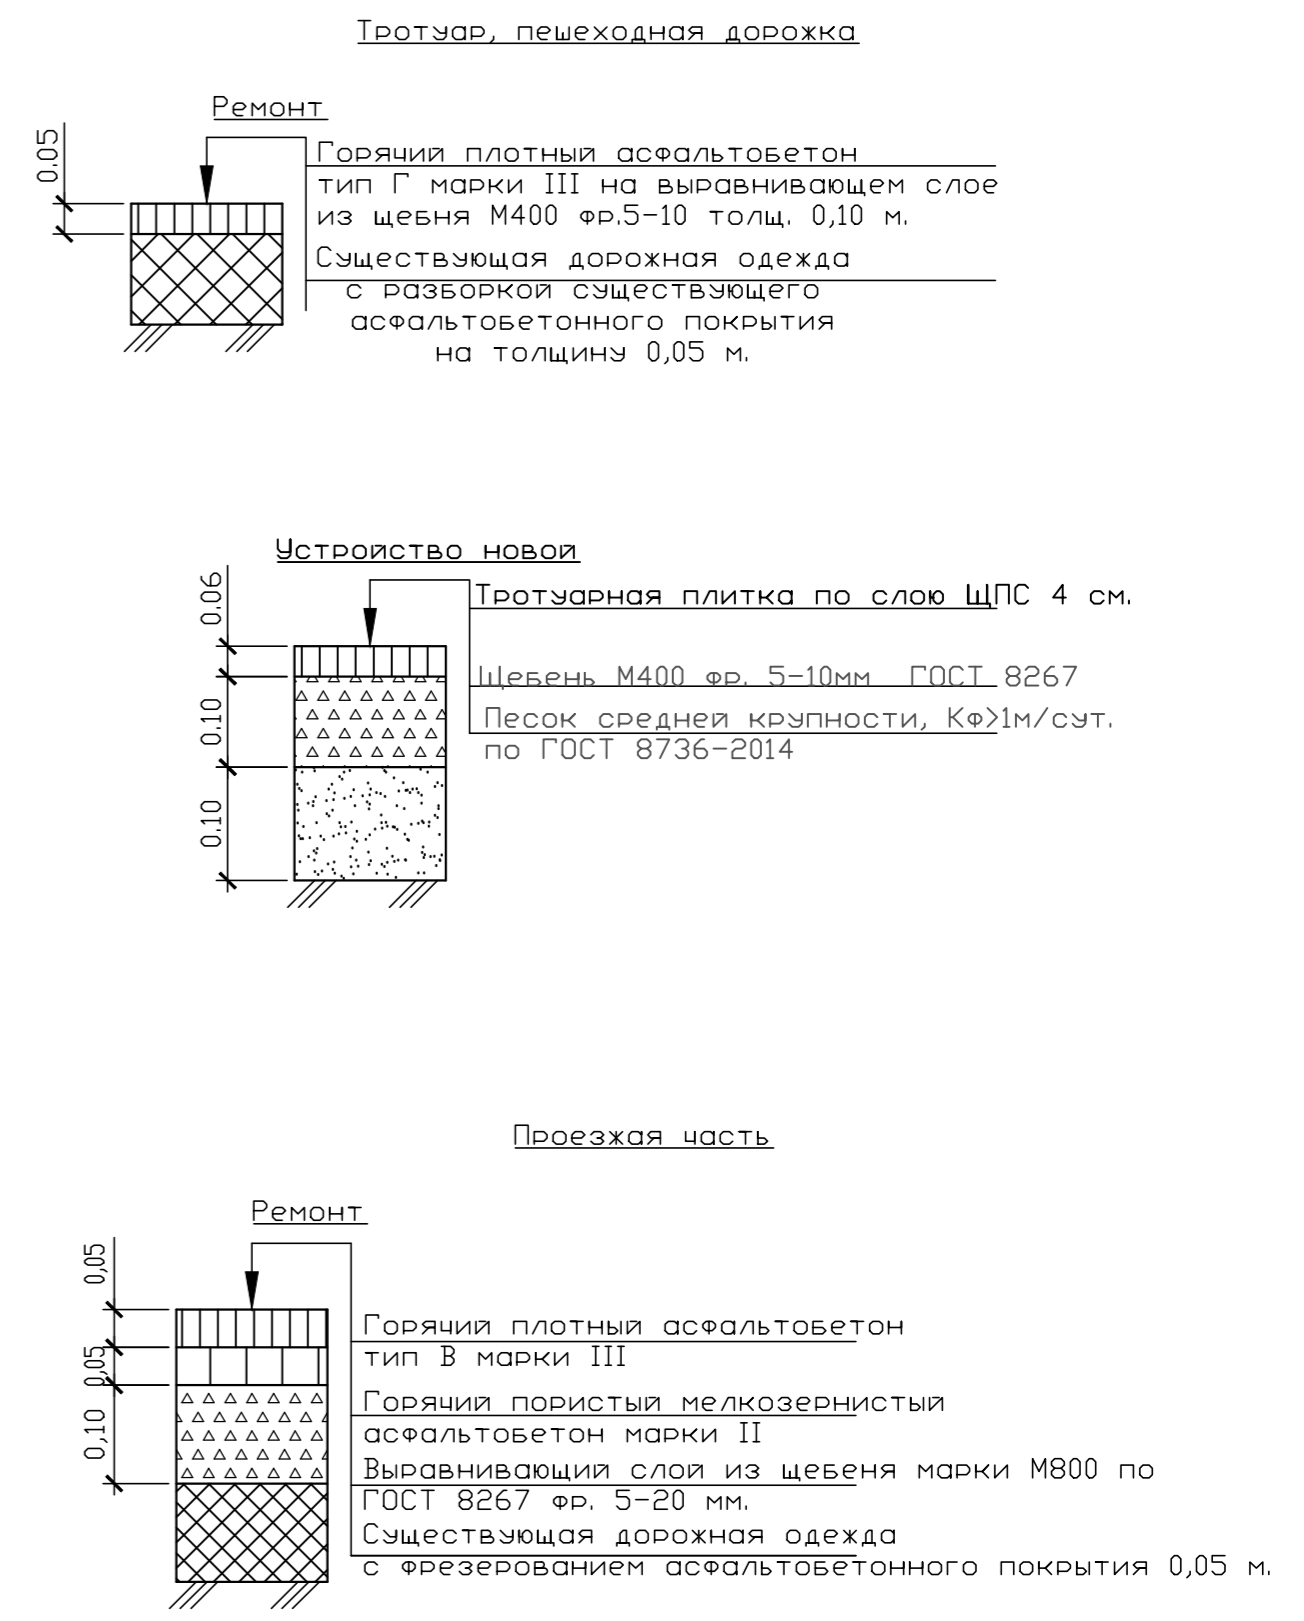 Тротуар, пешеходная дорожка
Ремонт
0.05
Горячий плотный асфальтобетон
тип Г марки III на выравнивающем слое
из щебня М400 фр.5-10 толщ. 0,10 м.
Существующая дорожная одежда
с разборкой существующего
асфальтобетонного покрытия
на толщину 0,05 м.
Устройство новой
0.06
0.10
0.10
Тротуарная плитка по слою ЩПС 4 см.
Щебень М400 фр. 5-10мм ГОСТ 8267
Песок средней крупности, Кф>1м/сут.
по ГОСТ 8736-2014
Проезжая часть
Ремонт
0,05
0,05
0,10
Горячий плотный асфальтобетон
тип В марки III
Горячий пористый мелкозернистый
асфальтобетон марки II
Выравнивающий слой из щебеня марки М800 по
ГОСТ 8267 фр. 5-20 мм.
Существующая дорожная одежда
с фрезерованием асфальтобетонного покрытия 0,05 м.